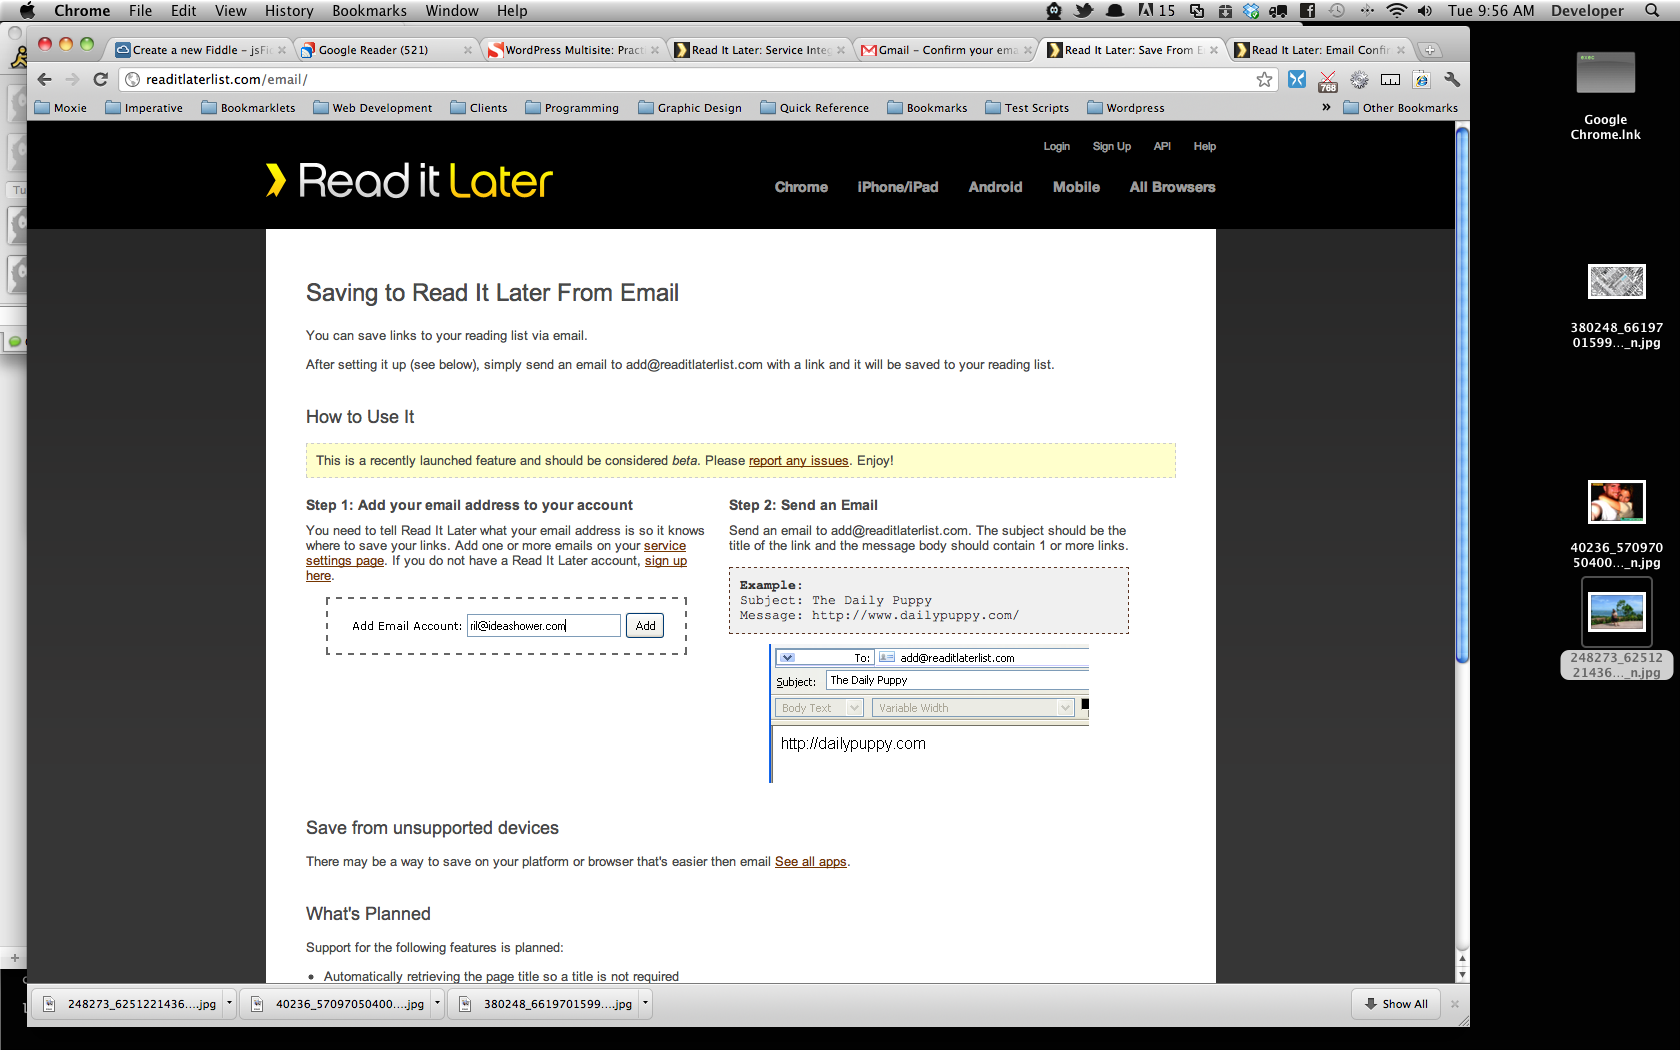 Chrome File Edit View History Bookmarks Window Help 15 Tue 9:56 AM Developer
Create a new Fiddle - jsFi
Google Reader (521)
WordPress Multisite: Practi
Read It Later: Service Integ
Gmail - Confirm your ema
Read It Later: Save From E
Read It Later: Email Confir
readitlaterlist.com/email/
768
Moxie Imperative Bookmarklets Web Development Clients Programming Graphic Design Quick Reference Bookmarks Test Scripts Wordpress » Other Bookmarks
Login Sign Up API Help
Read it Later
Chrome iPhone/iPad Android Mobile All Browsers
Saving to Read It Later From Email
You can save links to your reading list via email.
After setting it up (see below), simply send an email to add@readitlaterlist.com with a link and it will be saved to your reading list.
How to Use It
This is a recently launched feature and should be considered beta. Please report any issues. Enjoy!
Step 1: Add your email address to your account
You need to tell Read It Later what your email address is so it knows
where to save your links. Add one or more emails on your service
settings page. If you do not have a Read It Later account, sign up
here.
Add Email Account: ril@ideashower.com Add
Step 2: Send an Email
Send an email to add@readitlaterlist.com. The subject should be the
title of the link and the message body should contain 1 or more links.
Example:
Subject: The Daily Puppy
Message: http://www.dailypuppy.com/
To: add@readitlaterlist.com
Subject: The Daily Puppy
Body Text Variable Width
http://dailypuppy.com
Save from unsupported devices
There may be a way to save on your platform or browser that's easier then email See all apps.
What's Planned
Support for the following features is planned:
• Automatically retrieving the page title so a title is not required
248273_6251221436....jpg
40236_57097050400....jpg
380248_6619701599....jpg
Show All
Google
Chrome.lnk
380248_66197
01599..._n.jpg
40236_570970
50400..._n.jpg
248273_62512
21436..._n.jpg
Tu